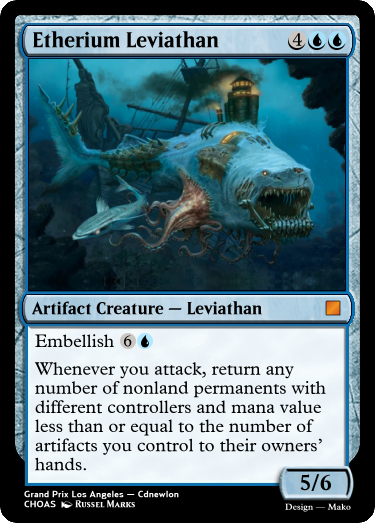 Etherium Leviathan 4
Artifact Creature — Leviathan
Embellish 6
Whenever you attack, return any
number of nonland permanents with
different controllers and mana value
less than or equal to the number of
artifacts you control to their owners'
hands.
5/6
Grand Prix Los Angeles — Cdnewlon
CHOAS Russel Marks
Design — Mako